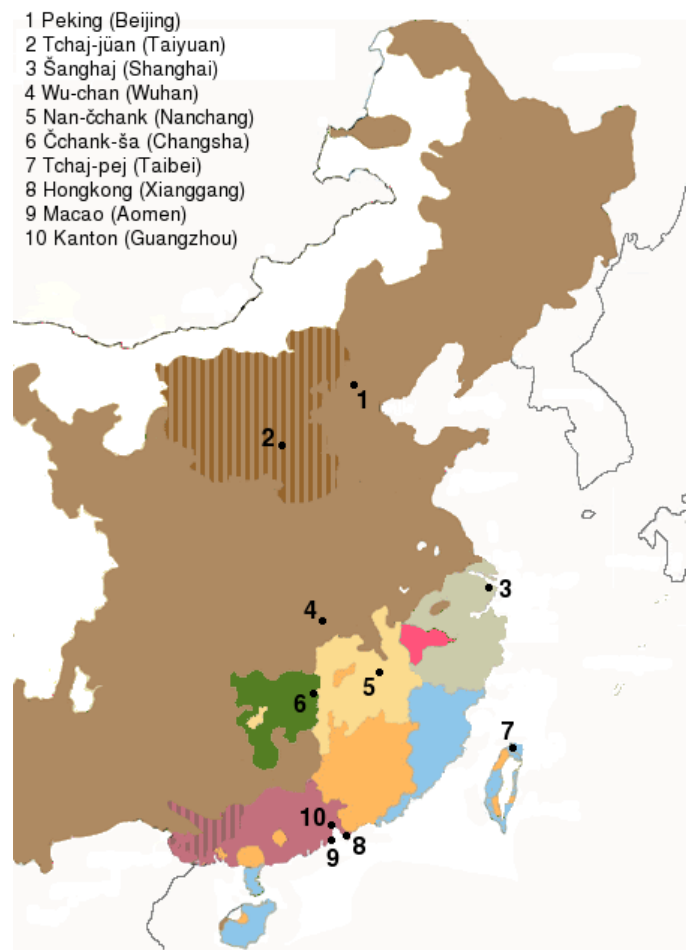 1 Peking (Beijing)
2 Tchaj-jüan (Taiyuan)
3 Šanghaj (Shanghai)
4 Wu-chan (Wuhan)
5 Nan-čchank (Nanchang)
6 Čchank-ša (Changsha)
7 Tchaj-pej (Taibei)
8 Hongkong (Xianggang)
9 Macao (Aomen)
10 Kanton (Guangzhou)
1
2
3
4
5
6
7
10
8
9